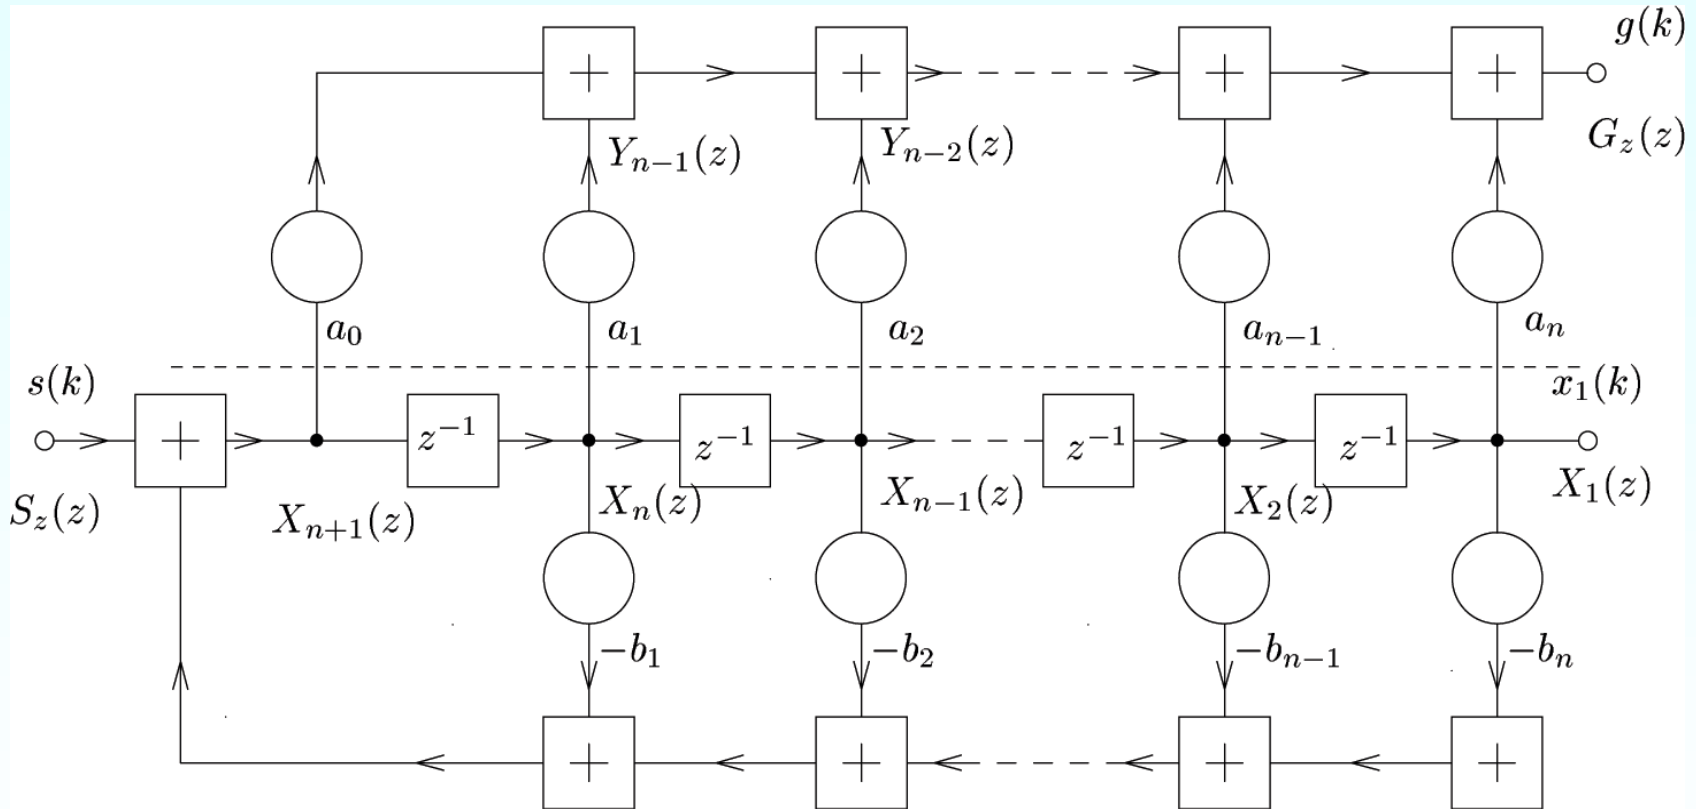 g(k)
+ + + +
Y_{n-1}(z) Y_{n-2}(z) G_z(z)
a_0 a_1 a_2 a_{n-1} a_n
s(k) x_1(k)
+ z^{-1} z^{-1} z^{-1} z^{-1}
S_z(z) X_{n+1}(z) X_n(z) X_{n-1}(z) X_2(z) X_1(z)
-b_1 -b_2 -b_{n-1} -b_n
+ + + +